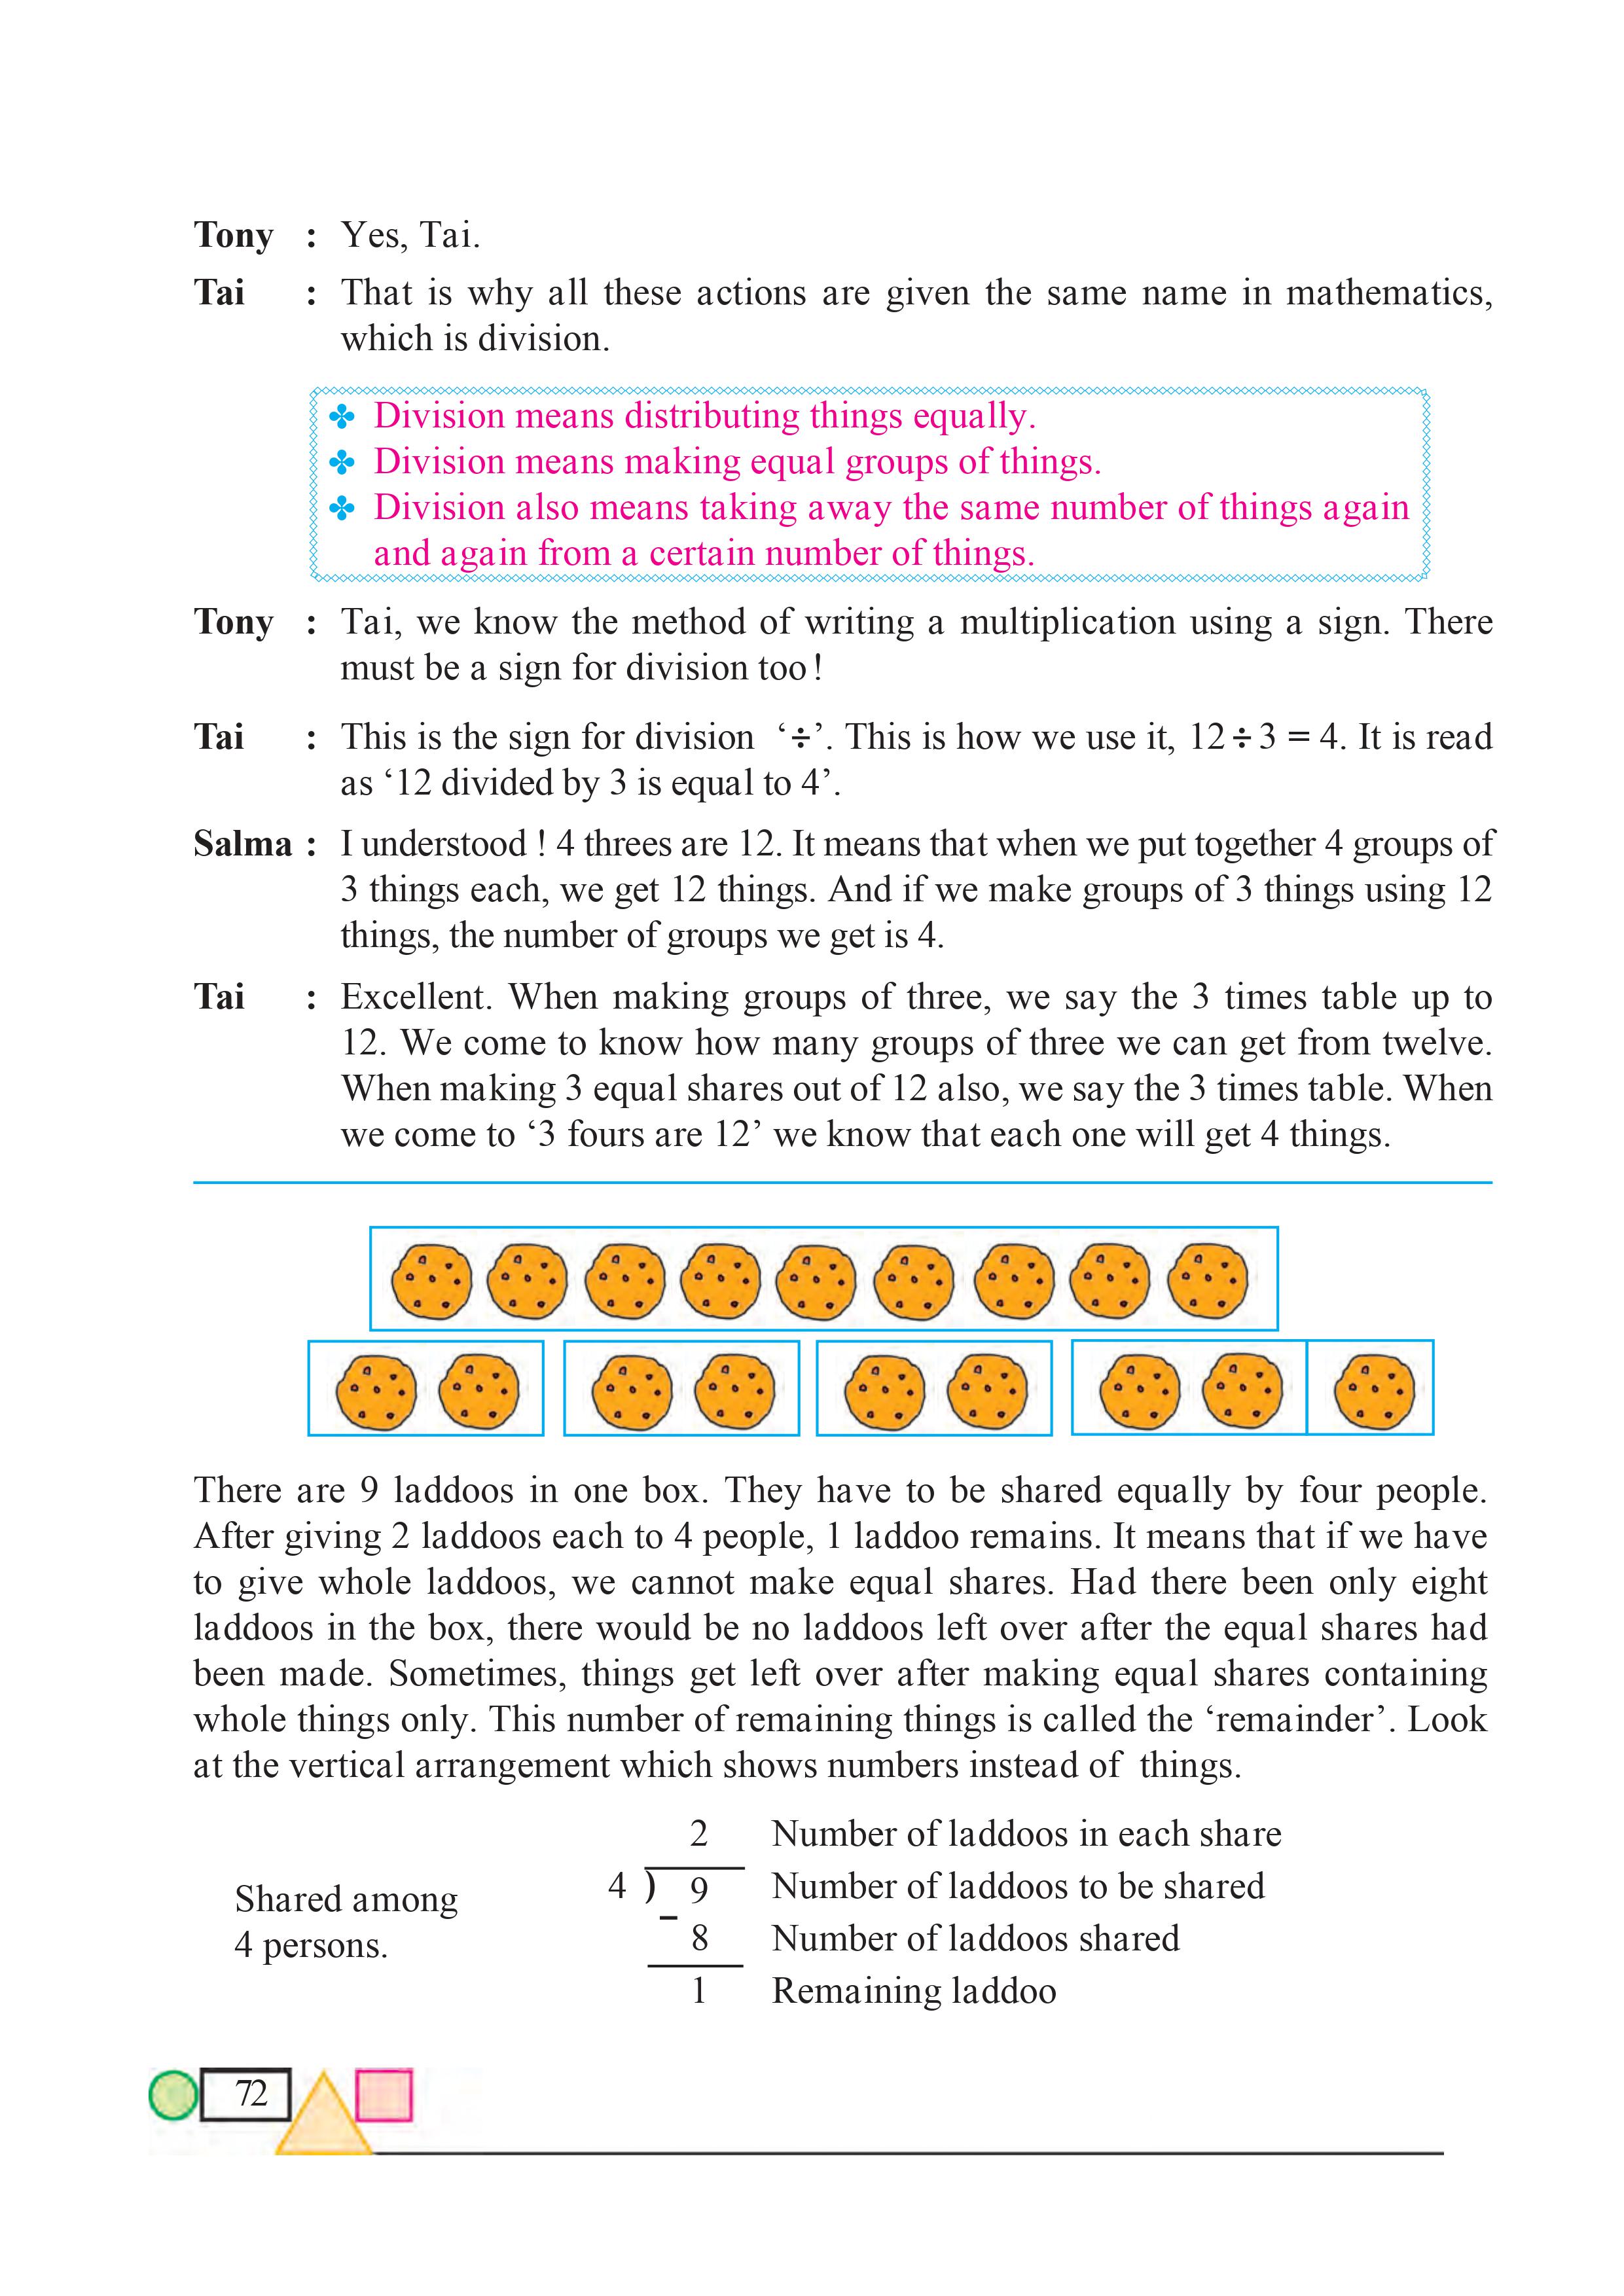 Tony : Yes, Tai.
Tai : That is why all these actions are given the same name in mathematics,
which is division.
Division means distributing things equally.
Division means making equal groups of things.
Division also means taking away the same number of things again
and again from a certain number of things.
Tony : Tai, we know the method of writing a multiplication using a sign. There
must be a sign for division too !
Tai : This is the sign for division ‘÷’. This is how we use it, 12 ÷ 3 = 4. It is read
as ‘12 divided by 3 is equal to 4’.
Salma : I understood ! 4 threes are 12. It means that when we put together 4 groups of
3 things each, we get 12 things. And if we make groups of 3 things using 12
things, the number of groups we get is 4.
Tai : Excellent. When making groups of three, we say the 3 times table up to
12. We come to know how many groups of three we can get from twelve.
When making 3 equal shares out of 12 also, we say the 3 times table. When
we come to ‘3 fours are 12’ we know that each one will get 4 things.
There are 9 laddoos in one box. They have to be shared equally by four people.
After giving 2 laddoos each to 4 people, 1 laddoo remains. It means that if we have
to give whole laddoos, we cannot make equal shares. Had there been only eight
laddoos in the box, there would be no laddoos left over after the equal shares had
been made. Sometimes, things get left over after making equal shares containing
whole things only. This number of remaining things is called the ‘remainder’. Look
at the vertical arrangement which shows numbers instead of things.
Shared among
4 persons.
2 Number of laddoos in each share
4 ) 9 Number of laddoos to be shared
– 8 Number of laddoos shared
1 Remaining laddoo
72